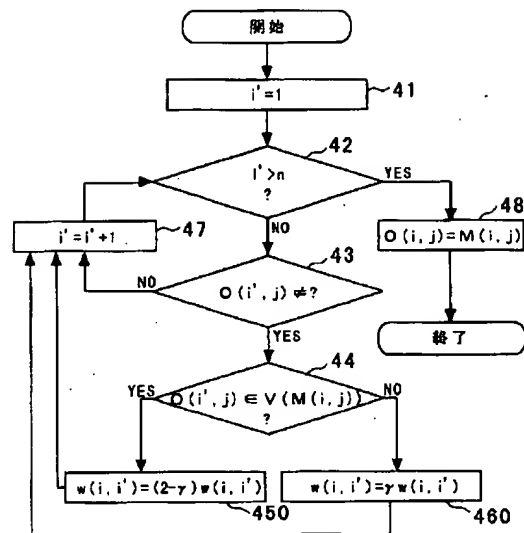 開始
i'=1
41
42
I'>n
?
YES
NO
i'=i'+1
47
48
O(i,j)=M(i,j)
43
O(i',j)≠?
NO
YES
終了
44
YES
O(i',j)∈V(M(i,j))
?
NO
w(i,i')=(2-γ)w(i,i')
450
w(i,i')=γw(i,i')
460